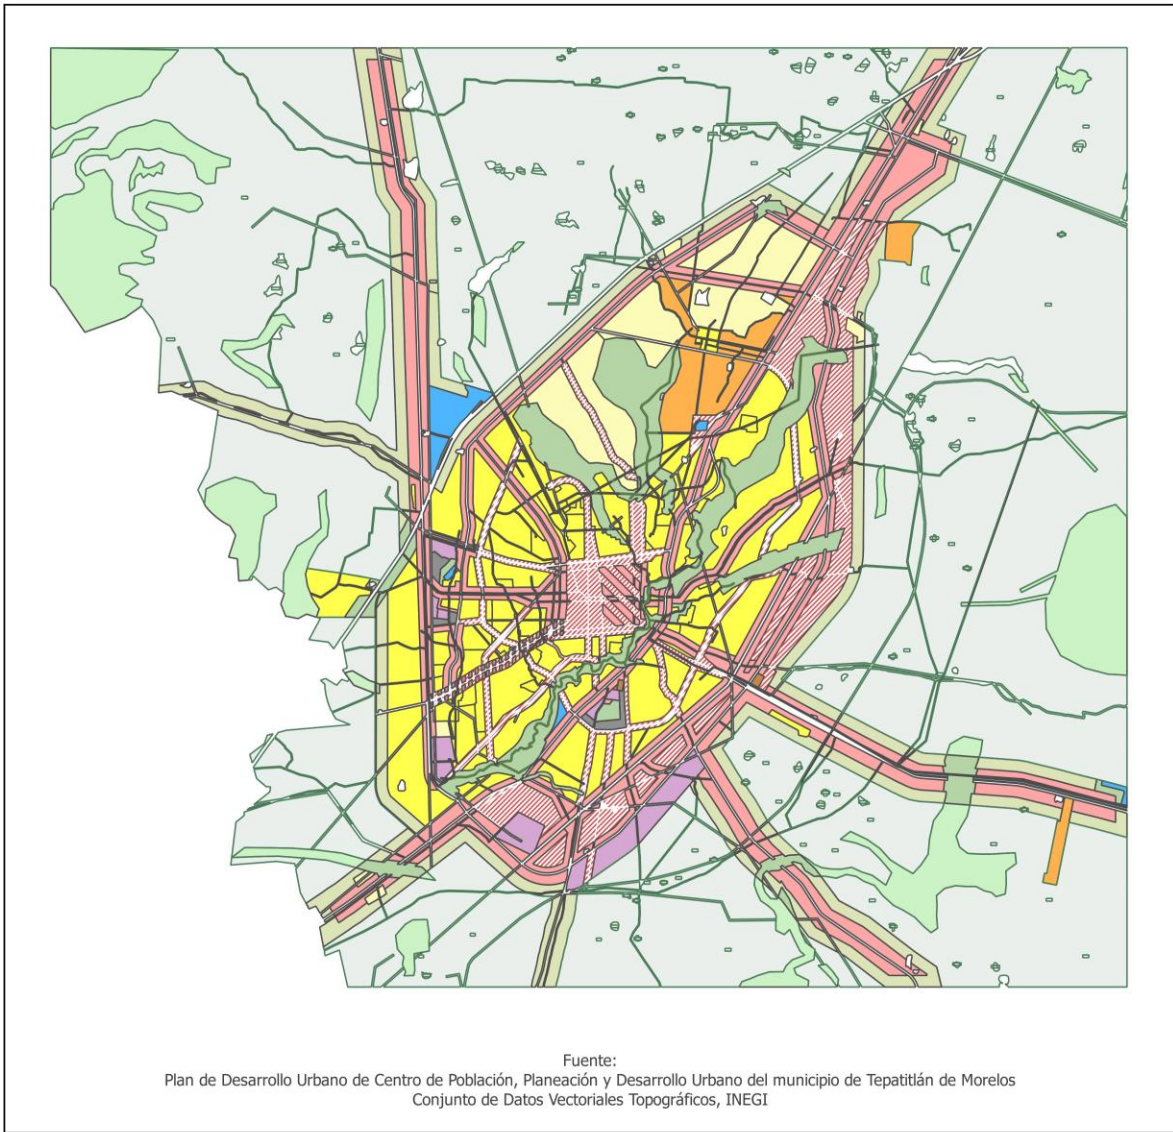 Fuente:
Plan de Desarrollo Urbano de Centro de Población, Planeación y Desarrollo Urbano del municipio de Tepatitlán de Morelos
Conjunto de Datos Vectoriales Topográficos, INEGI